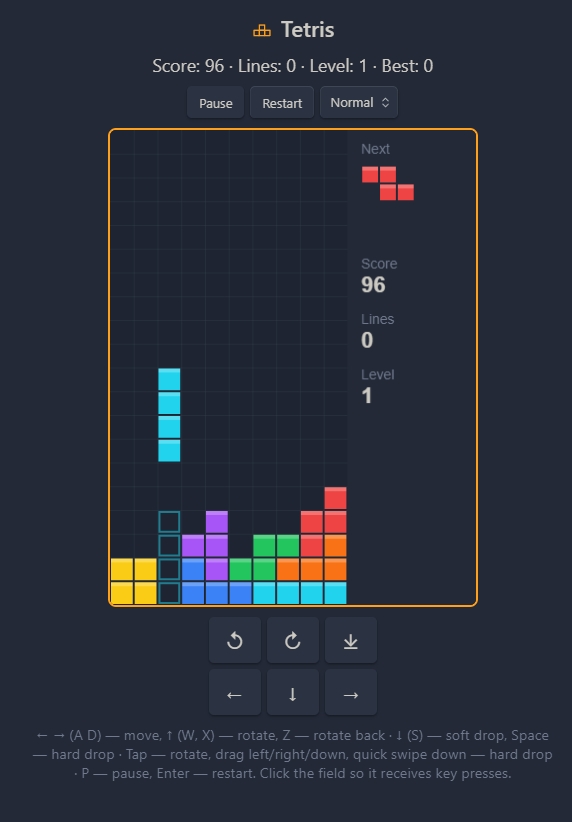 Tetris
Score: 96 · Lines: 0 · Level: 1 · Best: 0
Pause
Restart
Normal
Next
Score
96
Lines
0
Level
1
← → (A D) — move, ↑ (W, X) — rotate, Z — rotate back · ↓ (S) — soft drop, Space
— hard drop · Tap — rotate, drag left/right/down, quick swipe down — hard drop
· P — pause, Enter — restart. Click the field so it receives key presses.